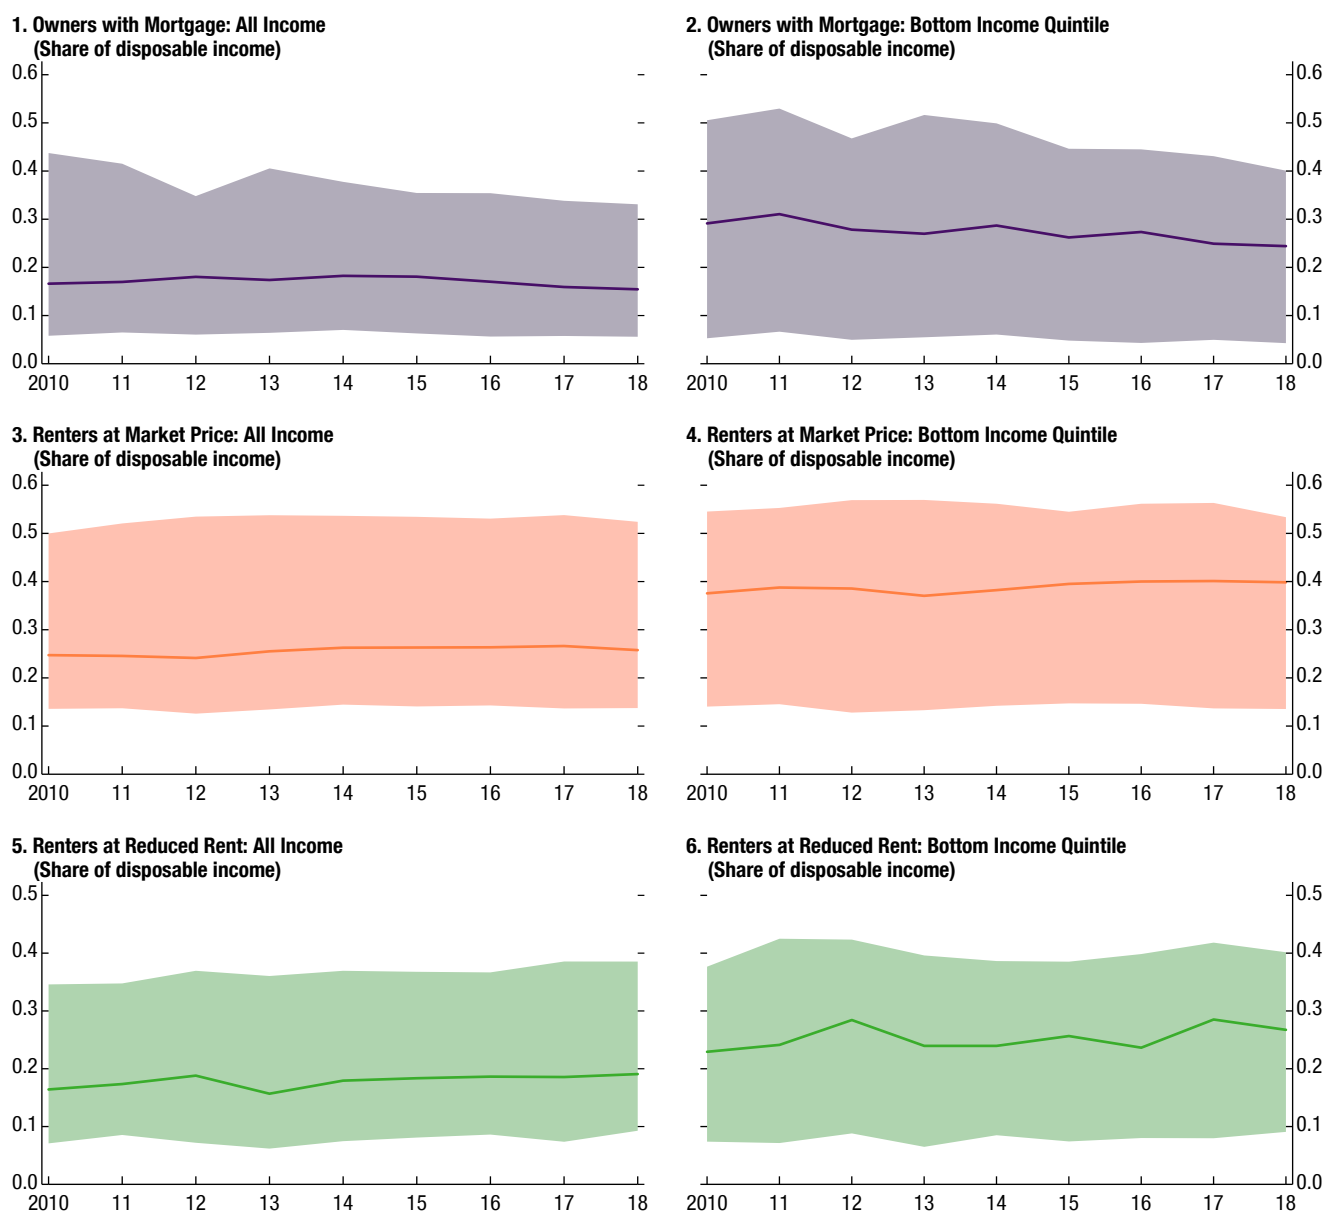 1. Owners with Mortgage: All Income
(Share of disposable income)
0.6
0.5
0.4
0.3
0.2
0.1
0.0
2010 11 12 13 14 15 16 17 18
2. Owners with Mortgage: Bottom Income Quintile
(Share of disposable income)
0.6
0.5
0.4
0.3
0.2
0.1
0.0
2010 11 12 13 14 15 16 17 18
3. Renters at Market Price: All Income
(Share of disposable income)
0.6
0.5
0.4
0.3
0.2
0.1
0.0
2010 11 12 13 14 15 16 17 18
4. Renters at Market Price: Bottom Income Quintile
(Share of disposable income)
0.6
0.5
0.4
0.3
0.2
0.1
0.0
2010 11 12 13 14 15 16 17 18
5. Renters at Reduced Rent: All Income
(Share of disposable income)
0.5
0.4
0.3
0.2
0.1
0.0
2010 11 12 13 14 15 16 17 18
6. Renters at Reduced Rent: Bottom Income Quintile
(Share of disposable income)
0.5
0.4
0.3
0.2
0.1
0.0
2010 11 12 13 14 15 16 17 18